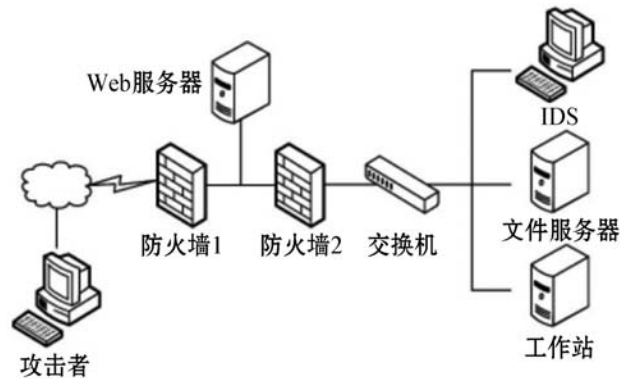 Web服务器
IDS
防火墙1
防火墙2
交换机
文件服务器
工作站
攻击者